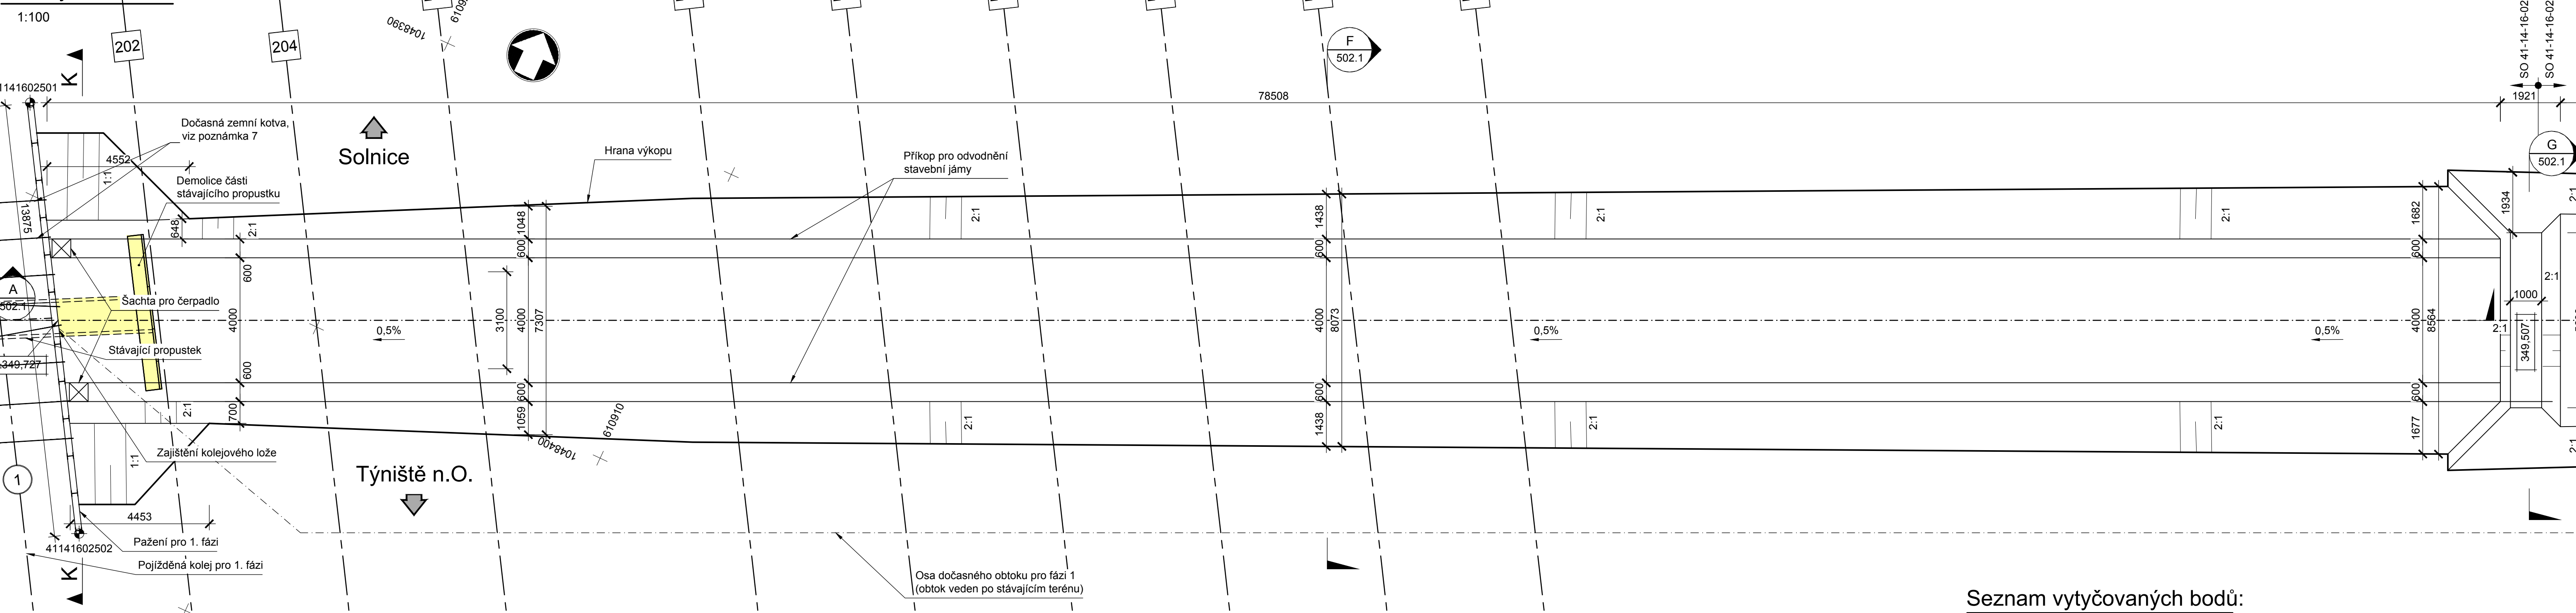 1:100
202
204
1048390
F
502.1
SO 41-14-16-02
SO 41-14-16-02
K
78508
1921
Dočasná zemní kotva,
viz poznámka 7
Solnice
Hrana výkopu
Příkop pro odvodnění
stavební jámy
G
502.1
4552
1:1
Demolice části
stávajícího propustku
13875
648
2:1
1048
600
2:1
1438
600
2:1
2:1
1682
600
1934
2:1
A
502.1
Šachta pro čerpadlo
600
4000
600
3100
4000
7307
0,5%
4000
8073
0,5%
0,5%
4000
8564
2:1
1000
2:1
349,507
Stávající propustek
349,727
2:1
700
1059
600
2:1
1438
600
2:1
2:1
1677
600
2:1
1048400
610910
1:1
Zajištění kolejového lože
Týniště n.O.
1
4453
Pažení pro 1. fázi
41141602502
Pojížděná kolej pro 1. fázi
K
Osa dočasného obtoku pro fázi 1
(obtok veden po stávajícím terénu)
Seznam vytyčovaných bodů: